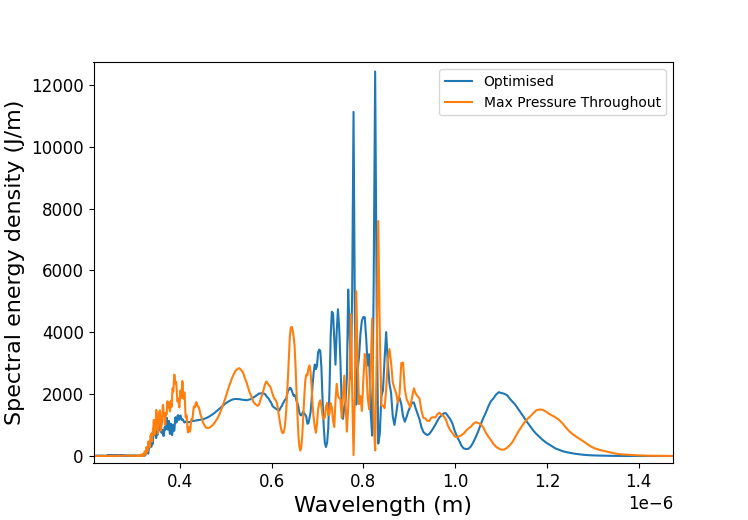 Optimised
Max Pressure Throughout
Spectral energy density (J/m)
12000
10000
8000
6000
4000
2000
0
0.4 0.6 0.8 1.0 1.2 1.4
1e−6
Wavelength (m)